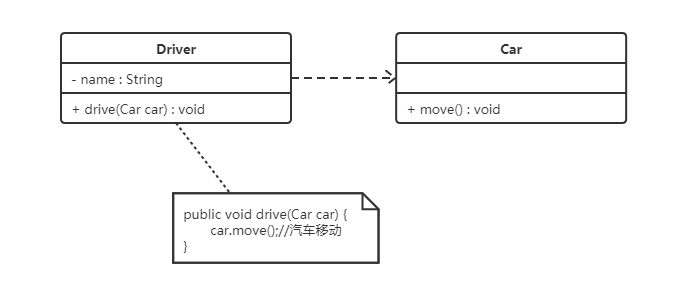 Driver
- name : String
+ drive(Car car) : void
Car
+ move() : void
public void drive(Car car) {
car.move();//汽车移动
}